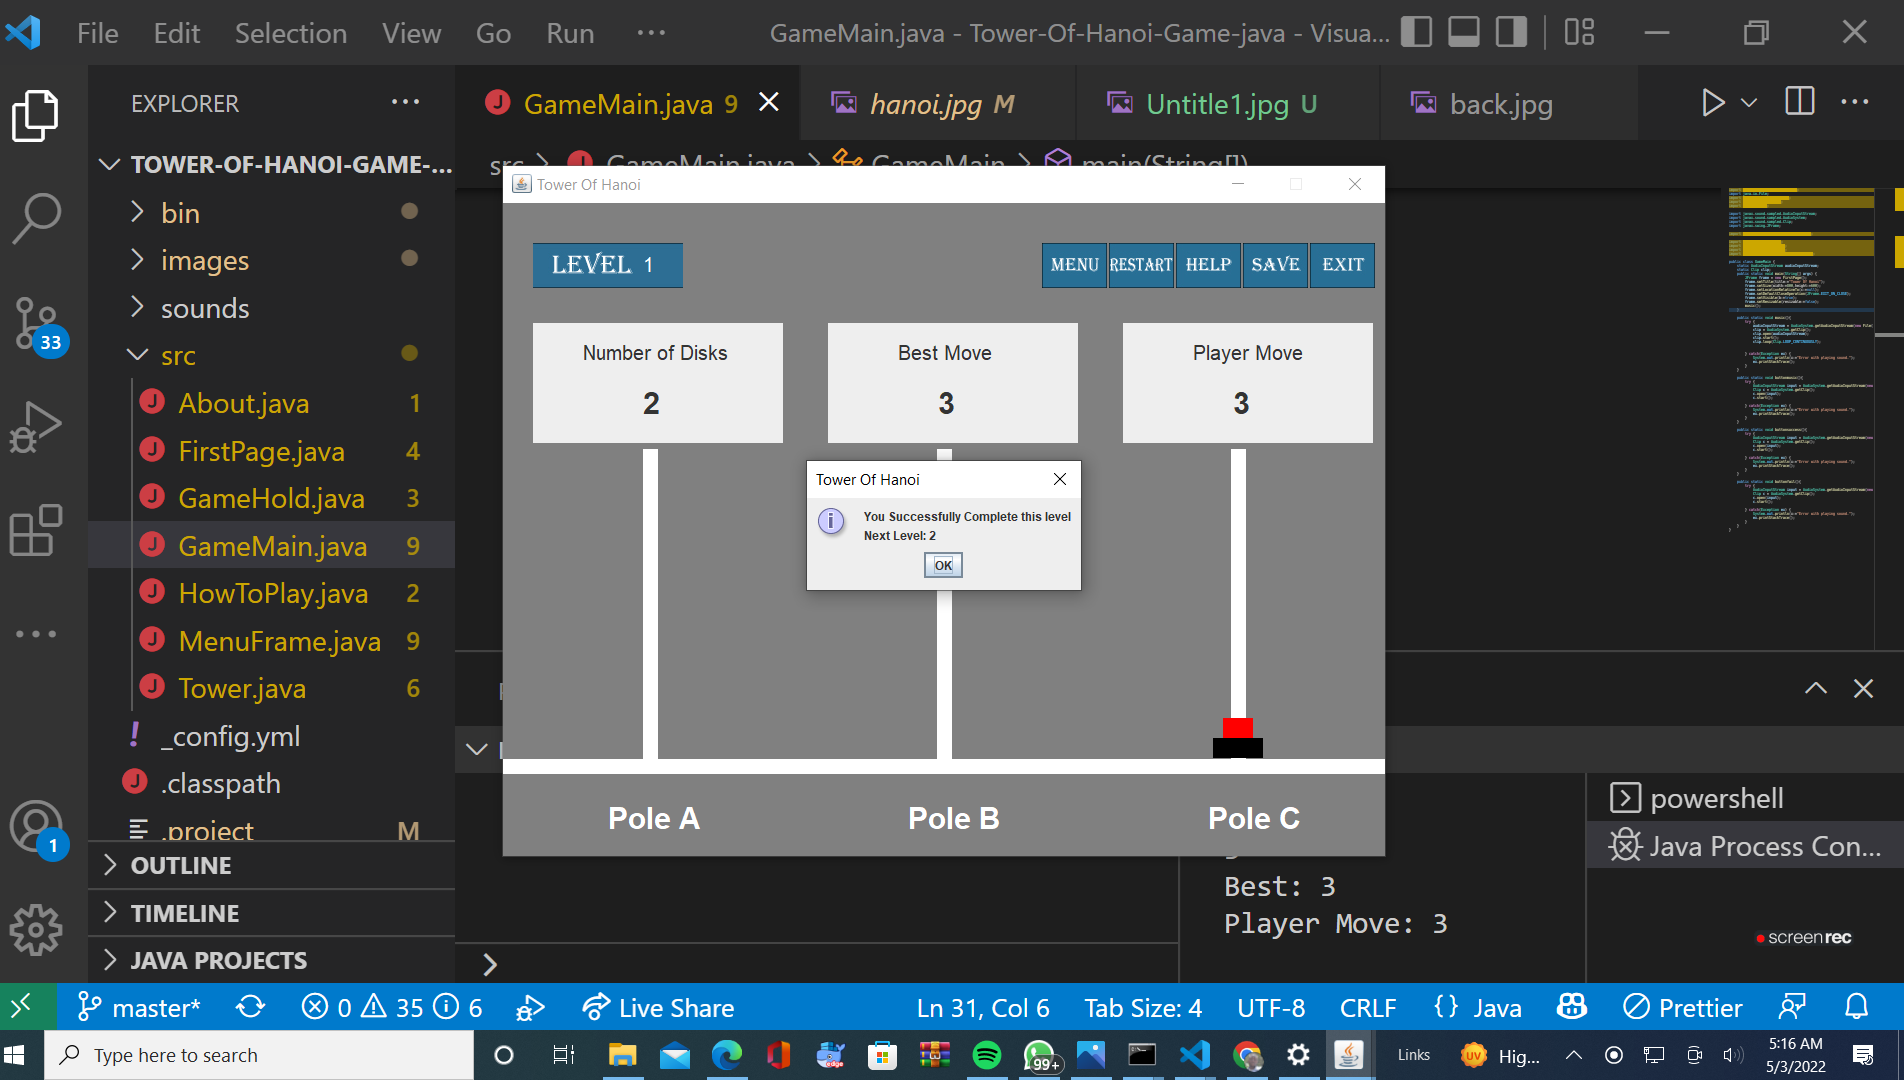 File Edit Selection View Go Run ··· GameMain.java - Tower-Of-Hanoi-Game-java - Visua...
EXPLORER ···
GameMain.java 9
hanoi.jpg M
Untitle1.jpg U
back.jpg
TOWER-OF-HANOI-GAME-...
src > GameMain.java > GameMain > main(String[])
bin
images
sounds
src
About.java 1
FirstPage.java 4
GameHold.java 3
GameMain.java 9
HowToPlay.java 2
MenuFrame.java 9
Tower.java 6
_config.yml
.classpath
.project M
OUTLINE
TIMELINE
JAVA PROJECTS
33
1
Tower Of Hanoi
LEVEL 1
MENU RESTART HELP SAVE EXIT
Number of Disks
2
Best Move
3
Player Move
3
Tower Of Hanoi
You Successfully Complete this level
Next Level: 2
OK
Pole A Pole B Pole C
powershell
Java Process Con...
Best: 3
Player Move: 3
screenrec
master* 0 35 6 Live Share Ln 31, Col 6 Tab Size: 4 UTF-8 CRLF {} Java Prettier
Type here to search
99+
Links
UV
Hig...
5:16 AM
5/3/2022